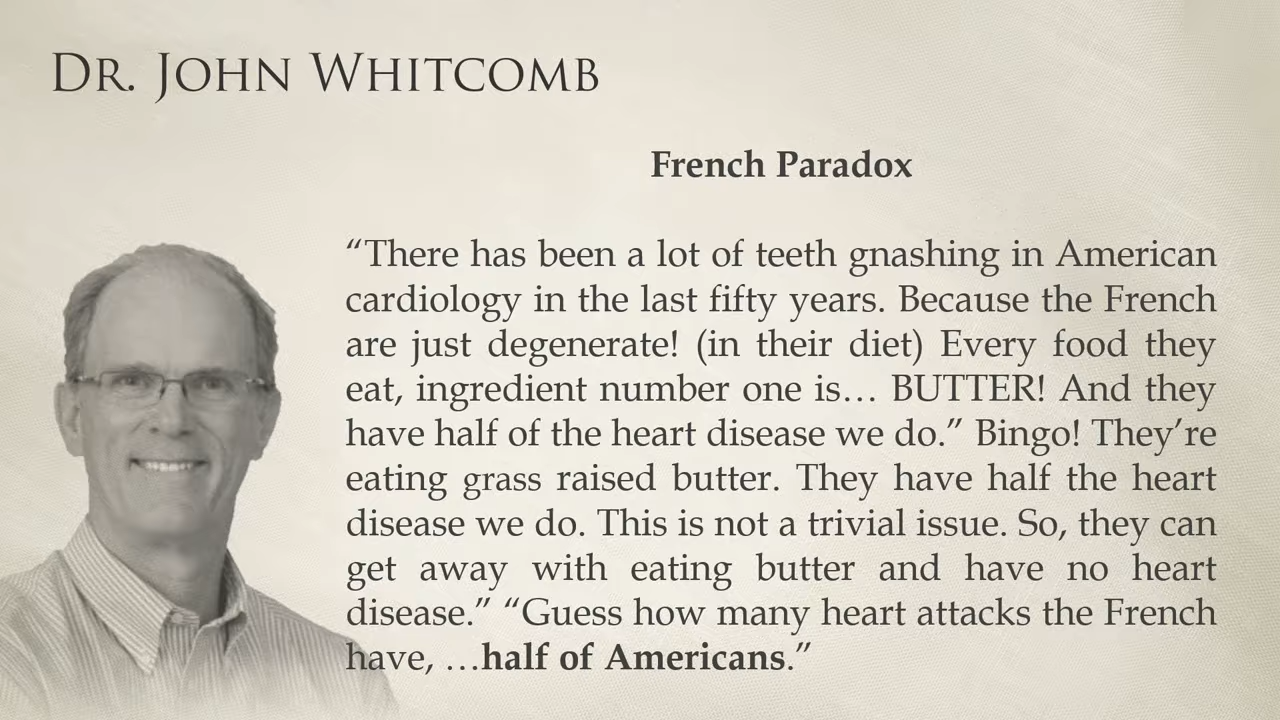 Dr. John Whitcomb
French Paradox
“There has been a lot of teeth gnashing in American
cardiology in the last fifty years. Because the French
are just degenerate! (in their diet) Every food they
eat, ingredient number one is… BUTTER! And they
have half of the heart disease we do.” Bingo! They’re
eating grass raised butter. They have half the heart
disease we do. This is not a trivial issue. So, they can
get away with eating butter and have no heart
disease.” “Guess how many heart attacks the French
have, …half of Americans.”